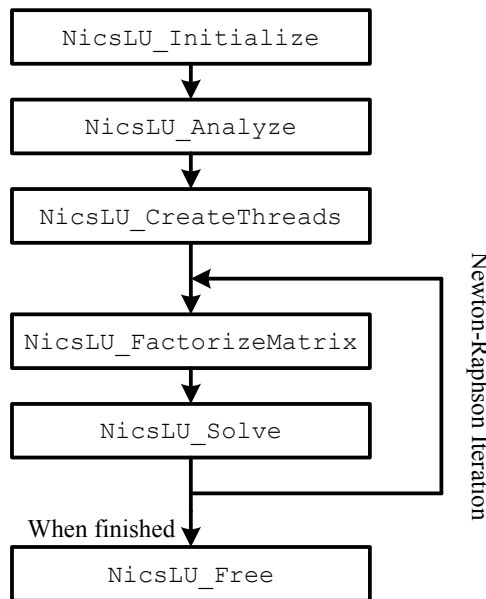 NicsLU_Initialize
NicsLU_Analyze
NicsLU_CreateThreads
NicsLU_FactorizeMatrix
NicsLU_Solve
Newton-Raphson Iteration
When finished
NicsLU_Free